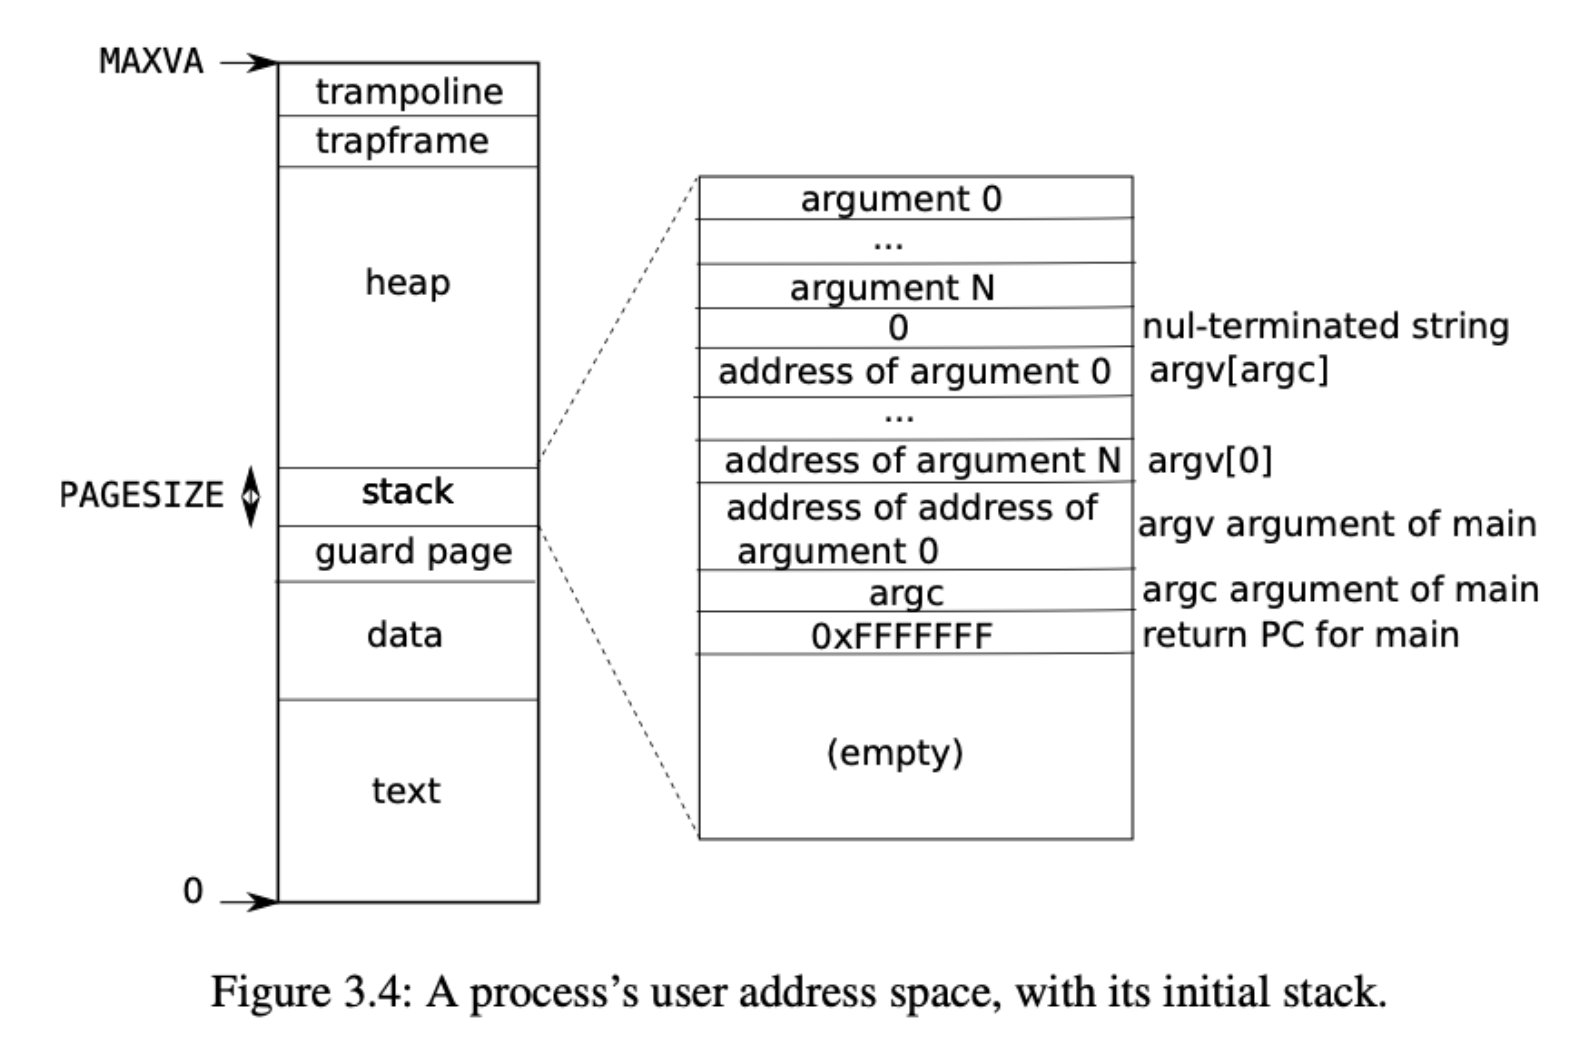 MAXVA
trampoline
trapframe
heap
PAGESIZE
stack
guard page
data
text
0
argument 0
...
argument N
0
nul-terminated string
address of argument 0
argv[argc]
...
address of argument N
argv[0]
address of address of
argument 0
argv argument of main
argc
argc argument of main
0xFFFFFFF
return PC for main
(empty)
Figure 3.4: A process’s user address space, with its initial stack.